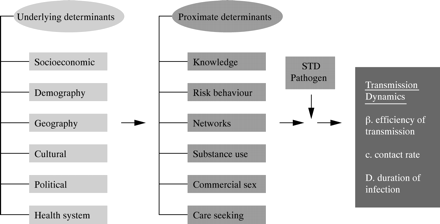 Underlying determinants
Socioeconomic
Demography
Geography
Cultural
Political
Health system
Proximate determinants
Knowledge
Risk behaviour
Networks
Substance use
Commercial sex
Care seeking
STD
Pathogen
Transmission
Dynamics
β. efficiency of
transmission
c. contact rate
D. duration of
infection